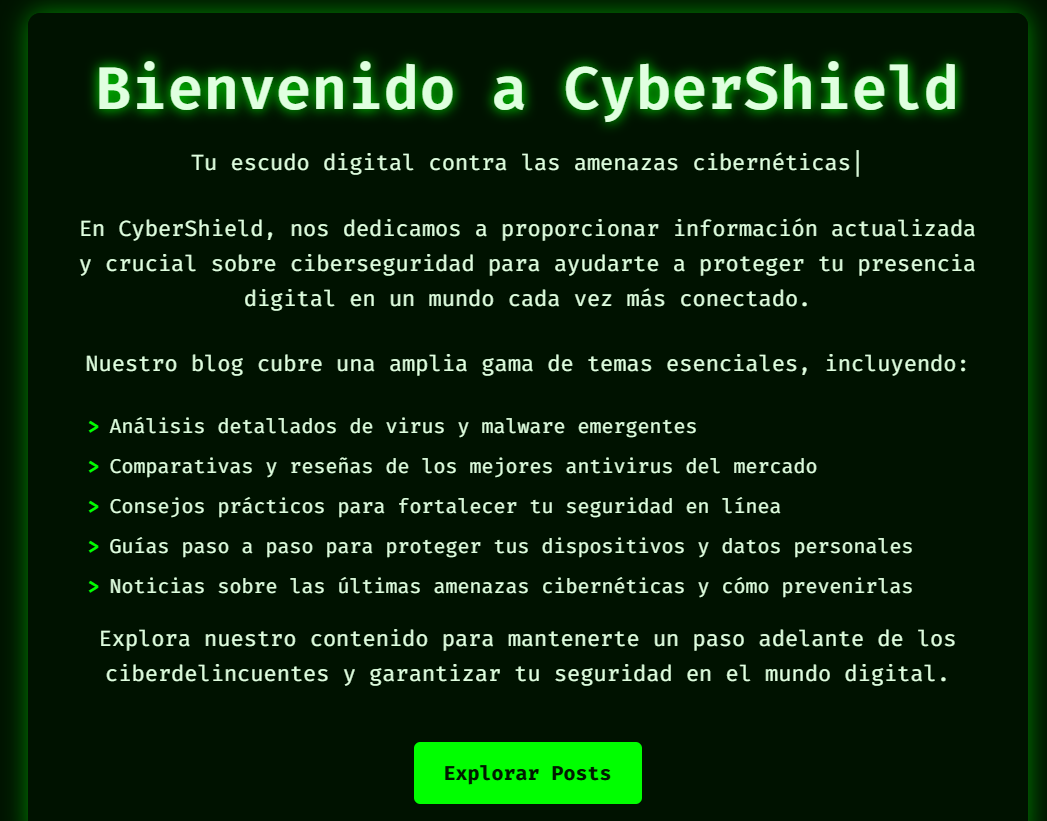 Bienvenido a CyberShield
Tu escudo digital contra las amenazas cibernéticas|
En CyberShield, nos dedicamos a proporcionar información actualizada
y crucial sobre ciberseguridad para ayudarte a proteger tu presencia
digital en un mundo cada vez más conectado.
Nuestro blog cubre una amplia gama de temas esenciales, incluyendo:
> Análisis detallados de virus y malware emergentes
> Comparativas y reseñas de los mejores antivirus del mercado
> Consejos prácticos para fortalecer tu seguridad en línea
> Guías paso a paso para proteger tus dispositivos y datos personales
> Noticias sobre las últimas amenazas cibernéticas y cómo prevenirlas
Explora nuestro contenido para mantenerte un paso adelante de los
ciberdelincuentes y garantizar tu seguridad en el mundo digital.
Explorar Posts